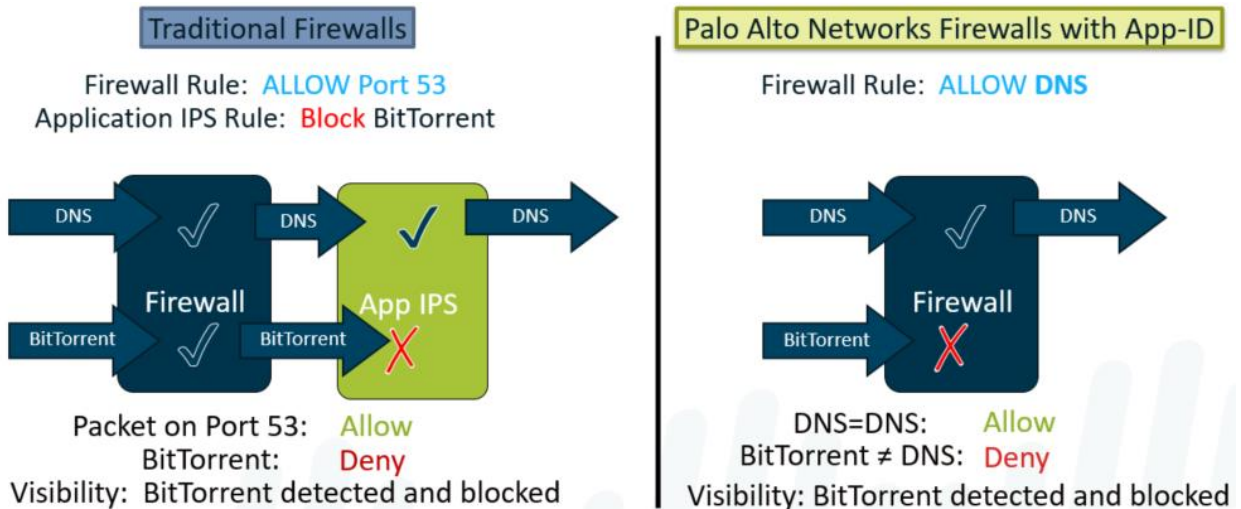 Traditional Firewalls
Firewall Rule: ALLOW Port 53
Application IPS Rule: Block BitTorrent
DNS
DNS
DNS
Firewall
App IPS
BitTorrent
BitTorrent
Packet on Port 53: Allow
BitTorrent: Deny
Visibility: BitTorrent detected and blocked
Palo Alto Networks Firewalls with App-ID
Firewall Rule: ALLOW DNS
DNS
DNS
Firewall
BitTorrent
DNS=DNS: Allow
BitTorrent ≠ DNS: Deny
Visibility: BitTorrent detected and blocked